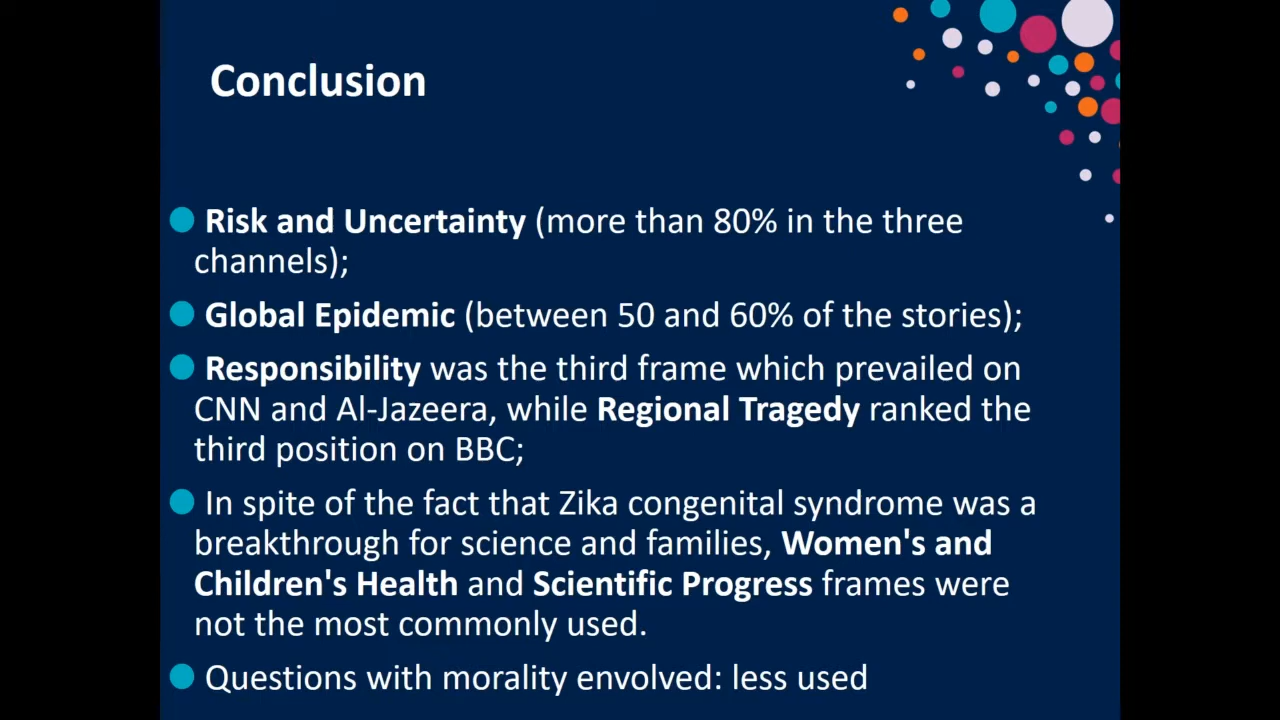 Conclusion
Risk and Uncertainty (more than 80% in the three
channels);
Global Epidemic (between 50 and 60% of the stories);
Responsibility was the third frame which prevailed on
CNN and Al-Jazeera, while Regional Tragedy ranked the
third position on BBC;
In spite of the fact that Zika congenital syndrome was a
breakthrough for science and families, Women's and
Children's Health and Scientific Progress frames were
not the most commonly used.
Questions with morality envolved: less used